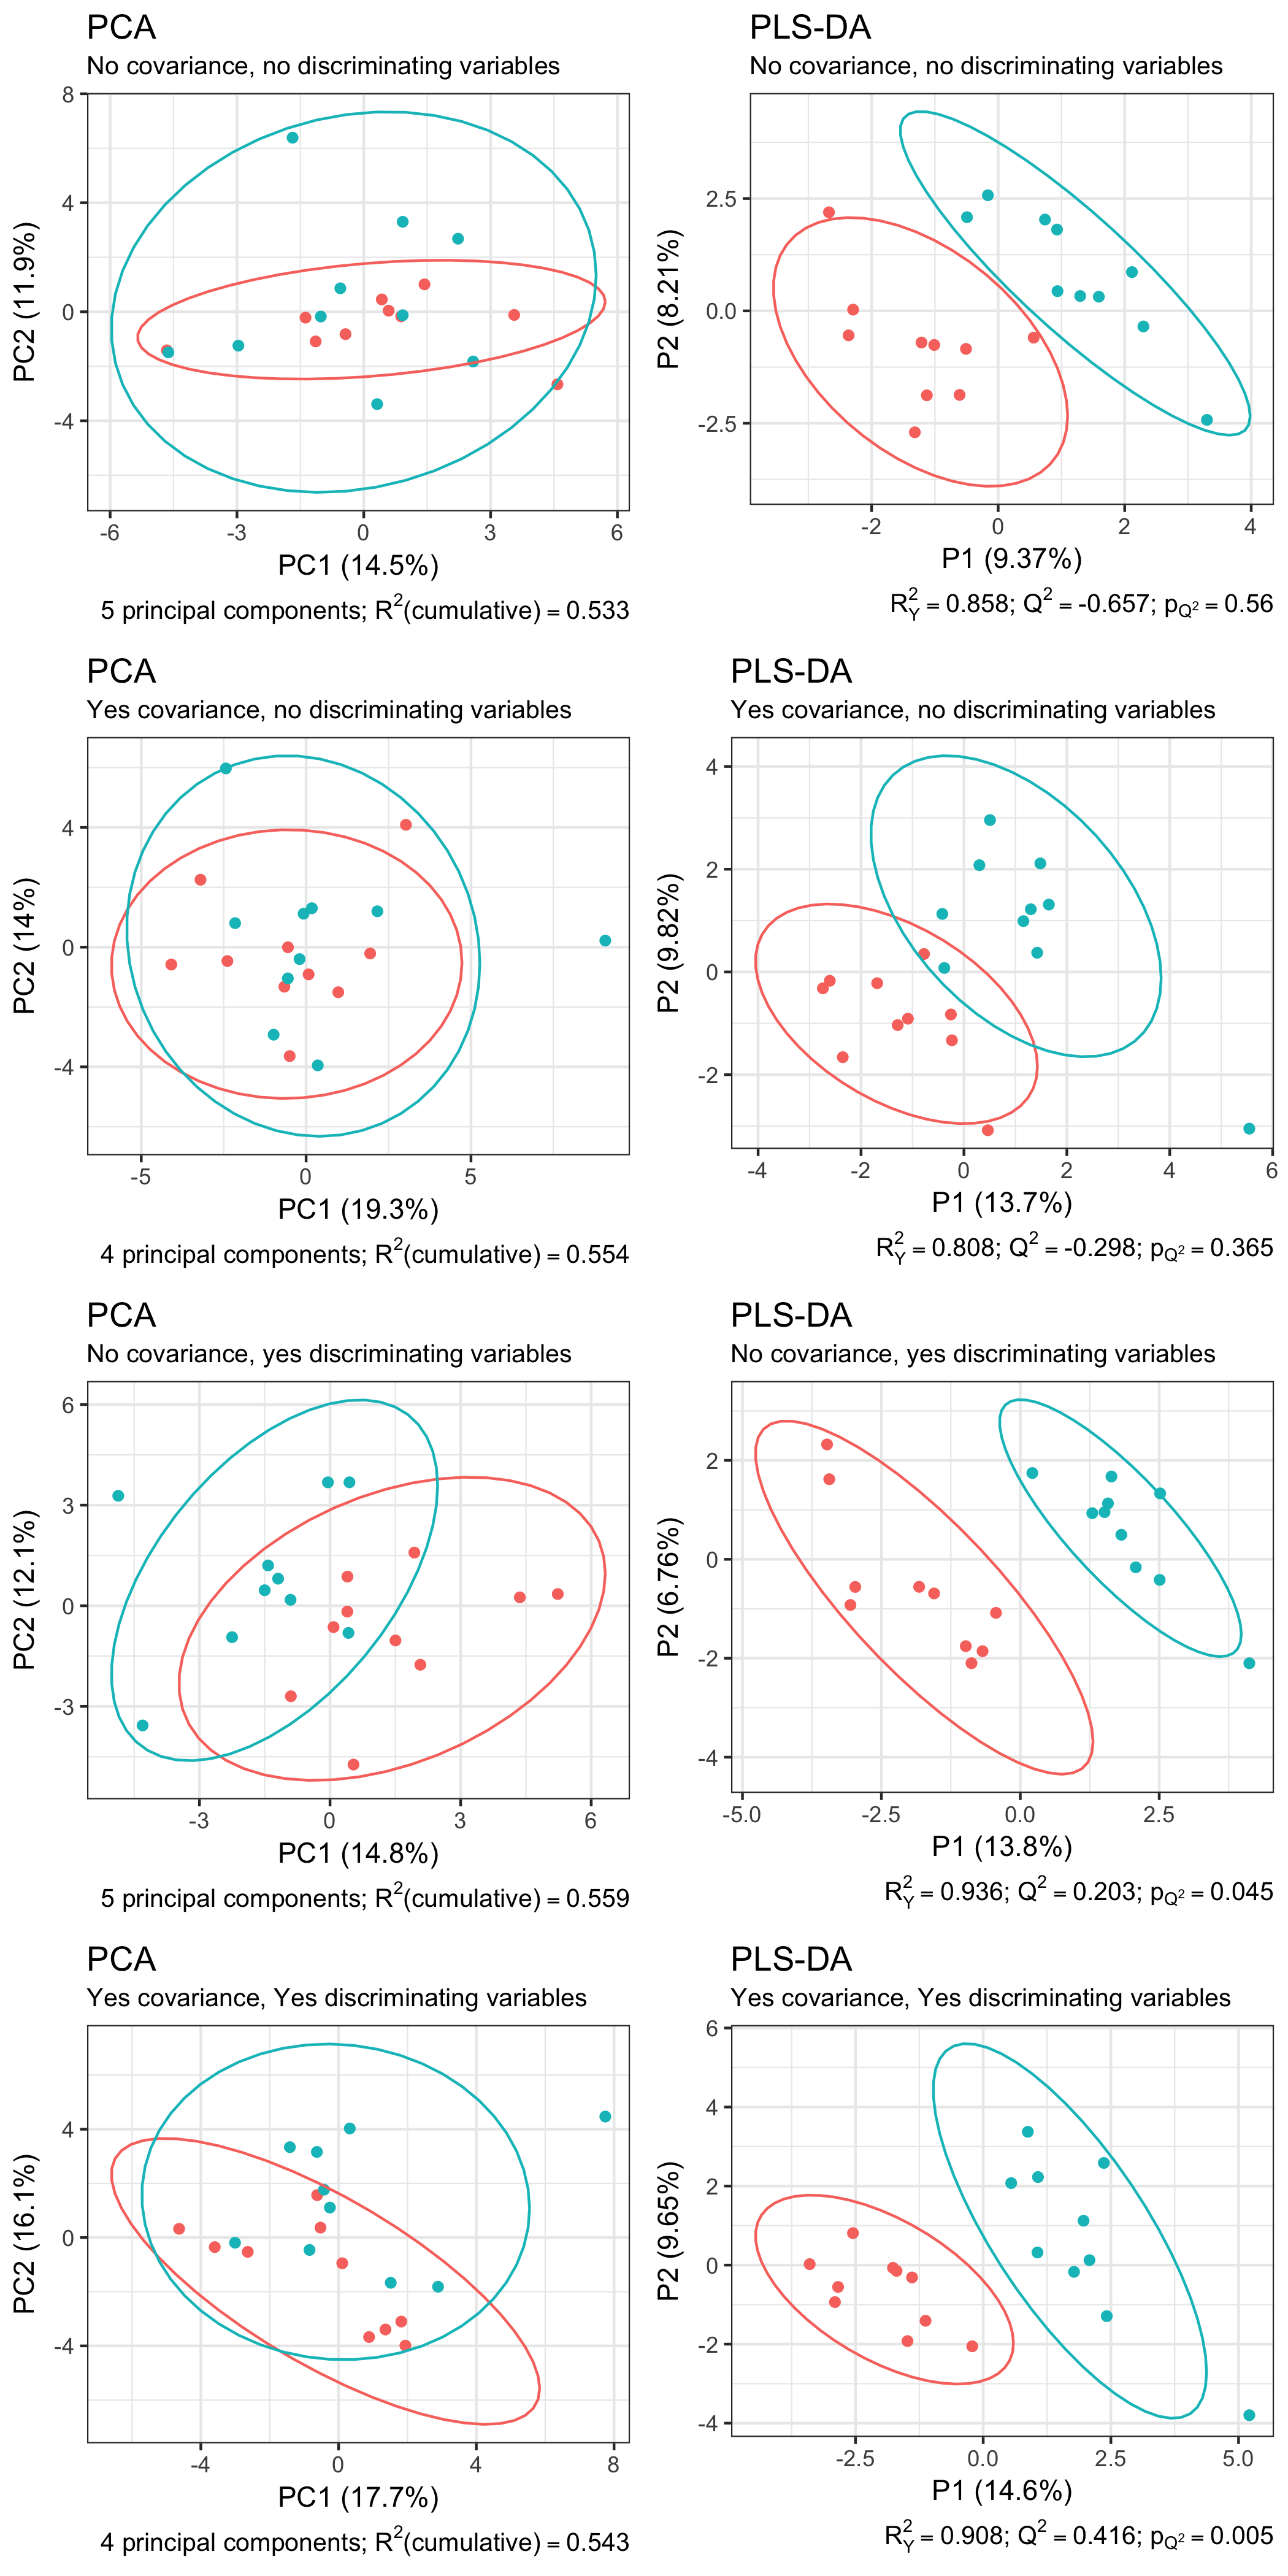 PCA
No covariance, no discriminating variables
8
4
0
-4
PC2 (11.9%)
-6 -3 0 3 6
PC1 (14.5%)
5 principal components; R²(cumulative) = 0.533
PLS-DA
No covariance, no discriminating variables
2.5
0.0
-2.5
P2 (8.21%)
-2 0 2 4
P1 (9.37%)
R²Y = 0.858; Q² = -0.657; pQ² = 0.56
PCA
Yes covariance, no discriminating variables
4
0
-4
PC2 (14%)
-5 0 5
PC1 (19.3%)
4 principal components; R²(cumulative) = 0.554
PLS-DA
Yes covariance, no discriminating variables
4
2
0
-2
P2 (9.82%)
-4 -2 0 2 4 6
P1 (13.7%)
R²Y = 0.808; Q² = -0.298; pQ² = 0.365
PCA
No covariance, yes discriminating variables
6
3
0
-3
PC2 (12.1%)
-3 0 3 6
PC1 (14.8%)
5 principal components; R²(cumulative) = 0.559
PLS-DA
No covariance, yes discriminating variables
2
0
-2
-4
P2 (6.76%)
-5.0 -2.5 0.0 2.5
P1 (13.8%)
R²Y = 0.936; Q² = 0.203; pQ² = 0.045
PCA
Yes covariance, Yes discriminating variables
4
0
-4
PC2 (16.1%)
-4 0 4 8
PC1 (17.7%)
4 principal components; R²(cumulative) = 0.543
PLS-DA
Yes covariance, Yes discriminating variables
6
4
2
0
-2
-4
P2 (9.65%)
-2.5 0.0 2.5 5.0
P1 (14.6%)
R²Y = 0.908; Q² = 0.416; pQ² = 0.005